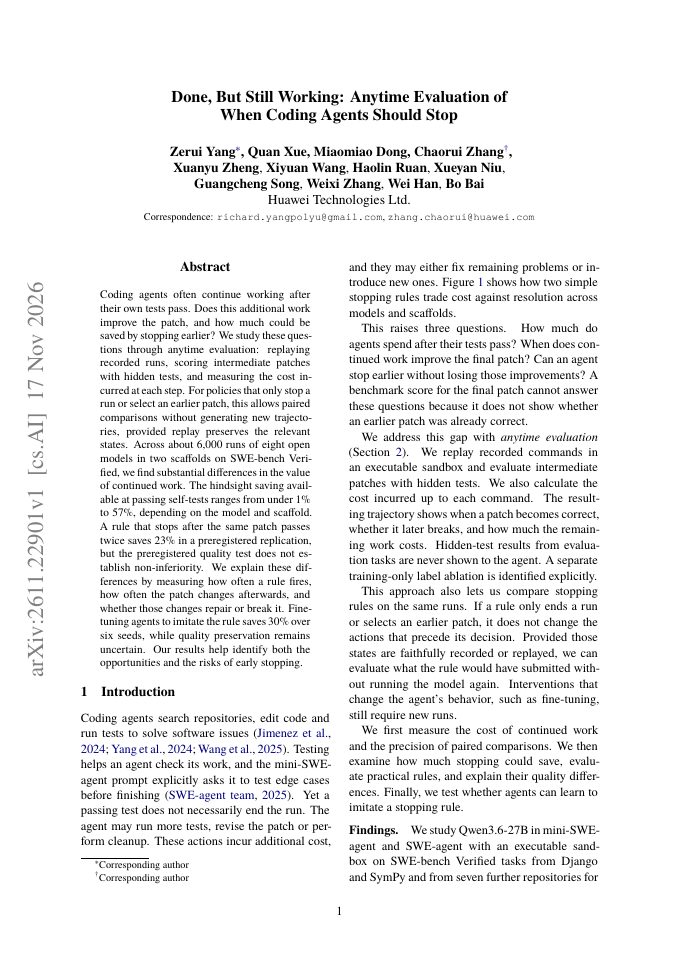 Done, But Still Working: Anytime Evaluation of
When Coding Agents Should Stop
Zerui Yang*, Quan Xue, Miaomiao Dong, Chaorui Zhang†,
Xuanyu Zheng, Xiyuan Wang, Haolin Ruan, Xueyan Niu,
Guangcheng Song, Weixi Zhang, Wei Han, Bo Bai
Huawei Technologies Ltd.
Correspondence: richard.yangpolyu@gmail.com, zhang.chaorui@huawei.com
arXiv:2611.22901v1 [cs.AI] 17 Nov 2026
Abstract
Coding agents often continue working after
their own tests pass. Does this additional work
improve the patch, and how much could be
saved by stopping earlier? We study these ques-
tions through anytime evaluation: replaying
recorded runs, scoring intermediate patches
with hidden tests, and measuring the cost in-
curred at each step. For policies that only stop a
run or select an earlier patch, this allows paired
comparisons without generating new trajecto-
ries, provided replay preserves the relevant
states. Across about 6,000 runs of eight open
models in two scaffolds on SWE-bench Veri-
fied, we find substantial differences in the value
of continued work. The hindsight saving avail-
able at passing self-tests ranges from under 1%
to 57%, depending on the model and scaffold.
A rule that stops after the same patch passes
twice saves 23% in a preregistered replication,
but the preregistered quality test does not es-
tablish non-inferiority. We explain these dif-
ferences by measuring how often a rule fires,
how often the patch changes afterwards, and
whether those changes repair or break it. Fine-
tuning agents to imitate the rule saves 30% over
six seeds, while quality preservation remains
uncertain. Our results help identify both the
opportunities and the risks of early stopping.
1 Introduction
Coding agents search repositories, edit code and
run tests to solve software issues (Jimenez et al.,
2024; Yang et al., 2024; Wang et al., 2025). Testing
helps an agent check its work, and the mini-SWE-
agent prompt explicitly asks it to test edge cases
before finishing (SWE-agent team, 2025). Yet a
passing test does not necessarily end the run. The
agent may run more tests, revise the patch or per-
form cleanup. These actions incur additional cost,
*Corresponding author
†Corresponding author
and they may either fix remaining problems or in-
troduce new ones. Figure 1 shows how two simple
stopping rules trade cost against resolution across
models and scaffolds.
This raises three questions. How much do
agents spend after their tests pass? When does con-
tinued work improve the final patch? Can an agent
stop earlier without losing those improvements? A
benchmark score for the final patch cannot answer
these questions because it does not show whether
an earlier patch was already correct.
We address this gap with anytime evaluation
(Section 2). We replay recorded commands in
an executable sandbox and evaluate intermediate
patches with hidden tests. We also calculate the
cost incurred up to each command. The result-
ing trajectory shows when a patch becomes correct,
whether it later breaks, and how much the remain-
ing work costs. Hidden-test results from evalua-
tion tasks are never shown to the agent. A separate
training-only label ablation is identified explicitly.
This approach also lets us compare stopping
rules on the same runs. If a rule only ends a run
or selects an earlier patch, it does not change the
actions that precede its decision. Provided those
states are faithfully recorded or replayed, we can
evaluate what the rule would have submitted with-
out running the model again. Interventions that
change the agent's behavior, such as fine-tuning,
still require new runs.
We first measure the cost of continued work
and the precision of paired comparisons. We then
examine how much stopping could save, evalu-
ate practical rules, and explain their quality differ-
ences. Finally, we test whether agents can learn to
imitate a stopping rule.
Findings. We study Qwen3.6-27B in mini-SWE-
agent and SWE-agent with an executable sand-
box on SWE-bench Verified tasks from Django
and SymPy and from seven further repositories for
1